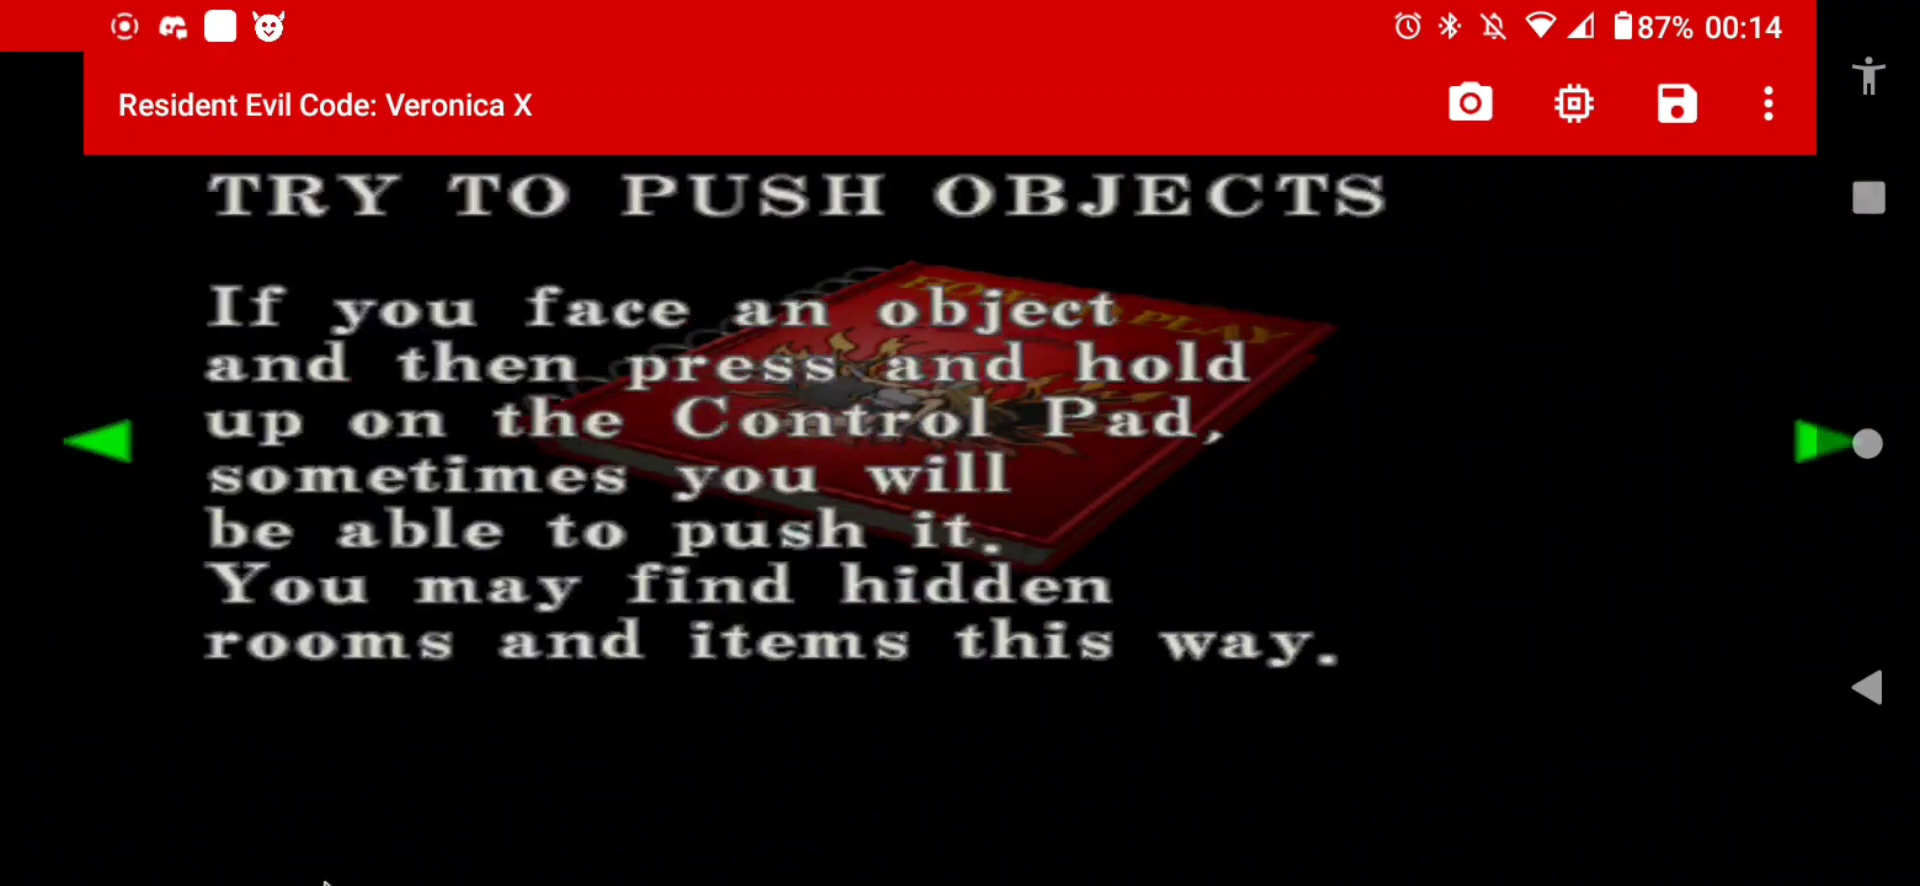 87% 00:14
Resident Evil Code: Veronica X
TRY TO PUSH OBJECTS
If you face an object
and then press and hold
up on the Control Pad,
sometimes you will
be able to push it.
You may find hidden
rooms and items this way.
PLAY